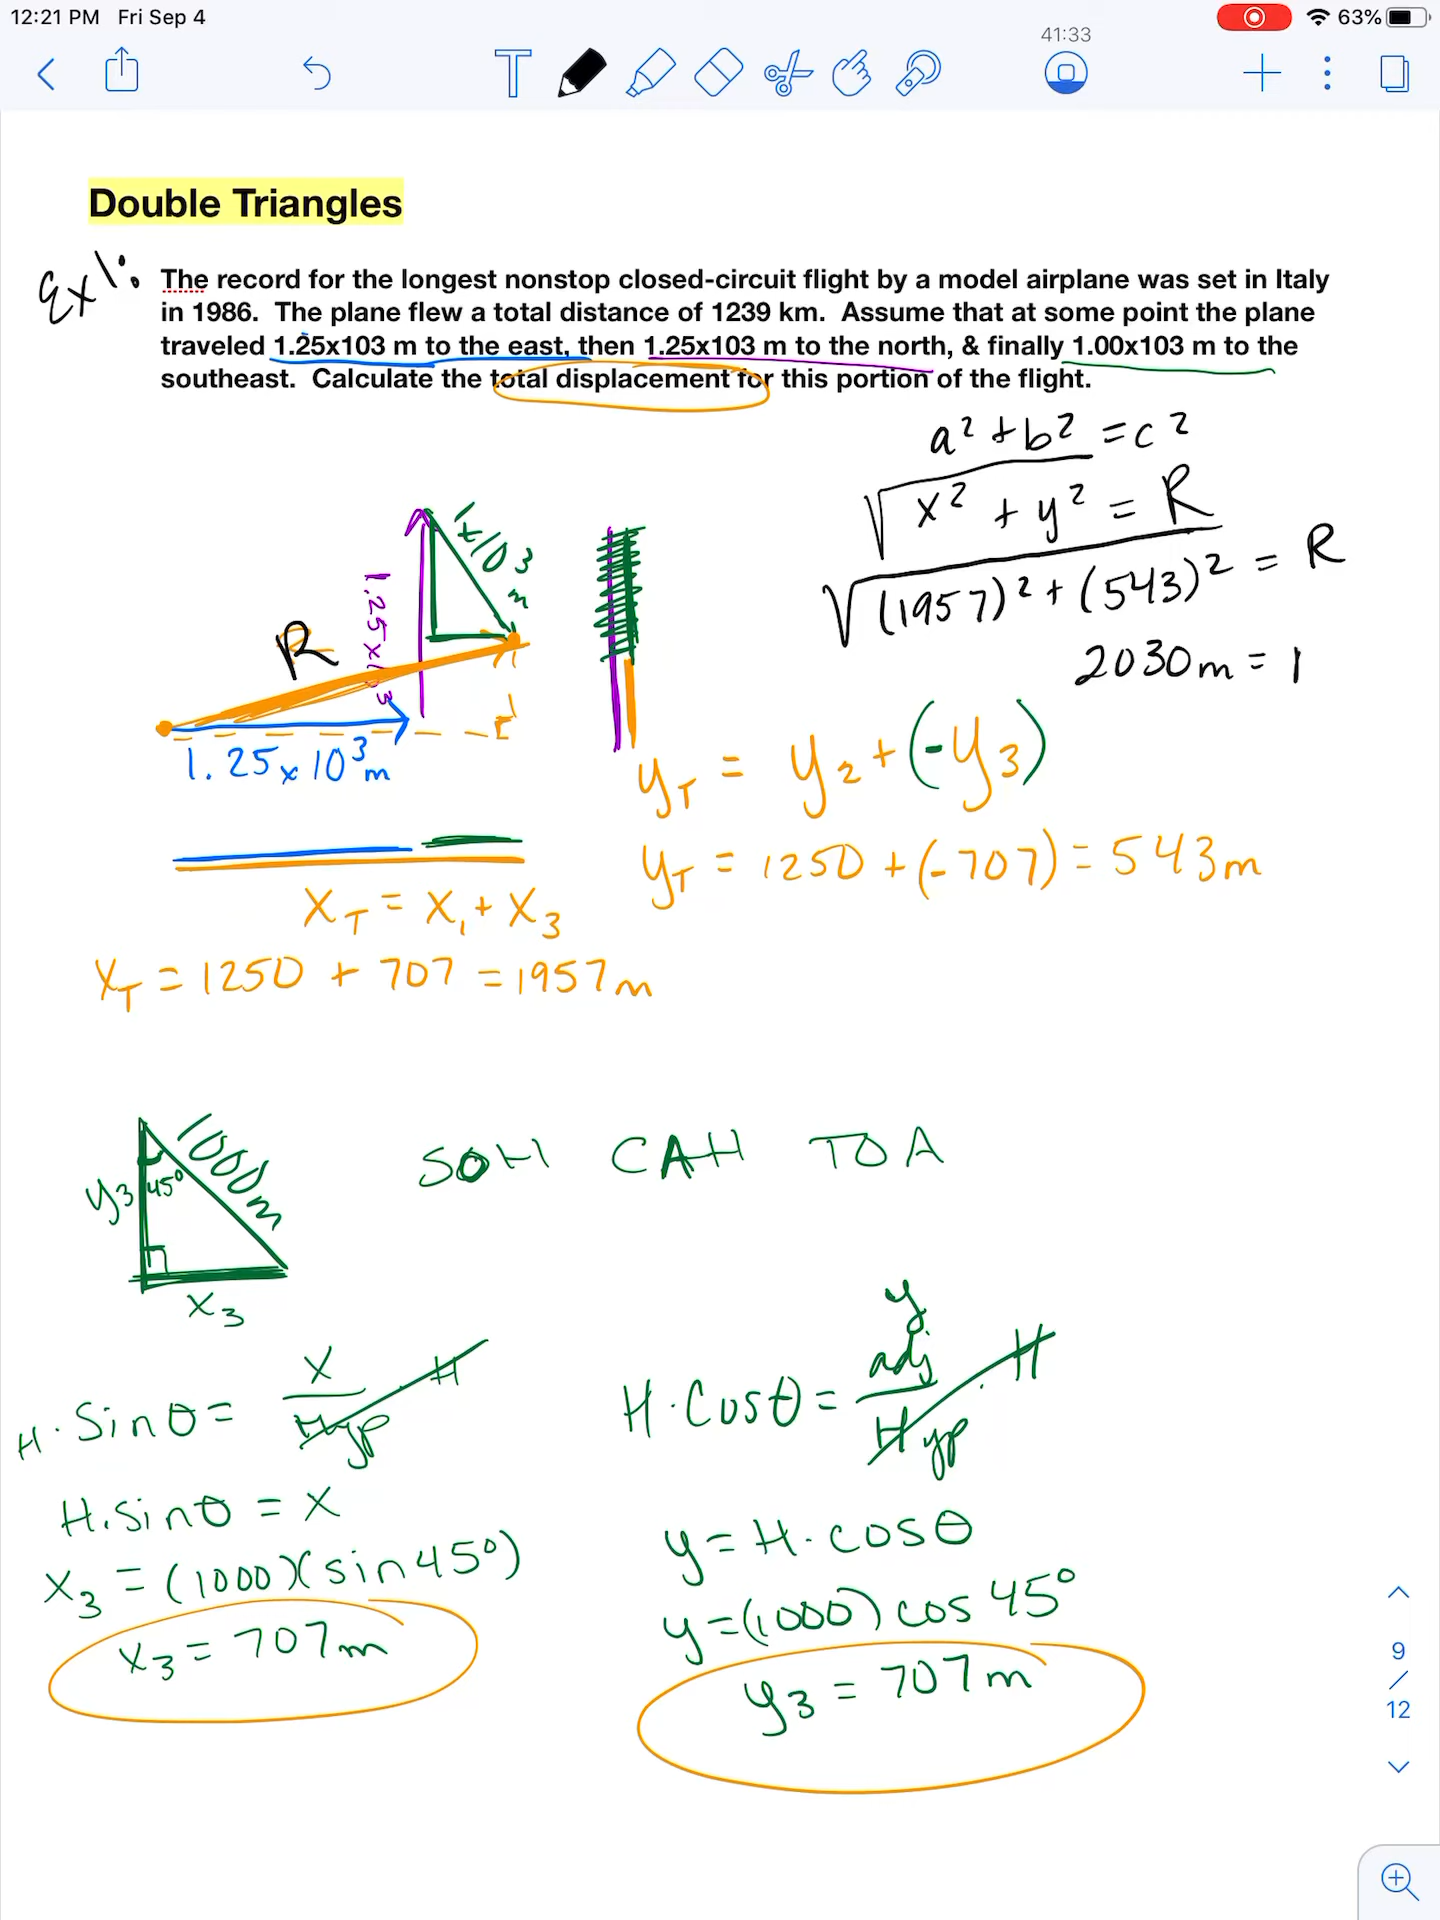 12:21 PM Fri Sep 4
63%
41:33
Double Triangles
Ex1:
The record for the longest nonstop closed-circuit flight by a model airplane was set in Italy
in 1986. The plane flew a total distance of 1239 km. Assume that at some point the plane
traveled 1.25x103 m to the east, then 1.25x103 m to the north, & finally 1.00x103 m to the
southeast. Calculate the total displacement for this portion of the flight.
a² + b² = c²
√x² + y² = R
√(1957)² + (543)² = R
2030m =
1x10³ m
1.25x10³
R
1.25x10³m
yT = y2 + (-y3)
yT = 1250 + (-707) = 543m
xT = x1 + x3
xT = 1250 + 707 = 1957m
1000m
y3 45°
x3
SOH CAH TOA
H · Sinθ = x/Hyp · H
H · Cosθ = y adj/Hyp · H
H · sinθ = x
x3 = (1000)(sin45°)
x3 = 707m
y = H · cosθ
y = (1000) cos 45°
y3 = 707m
9
/
12